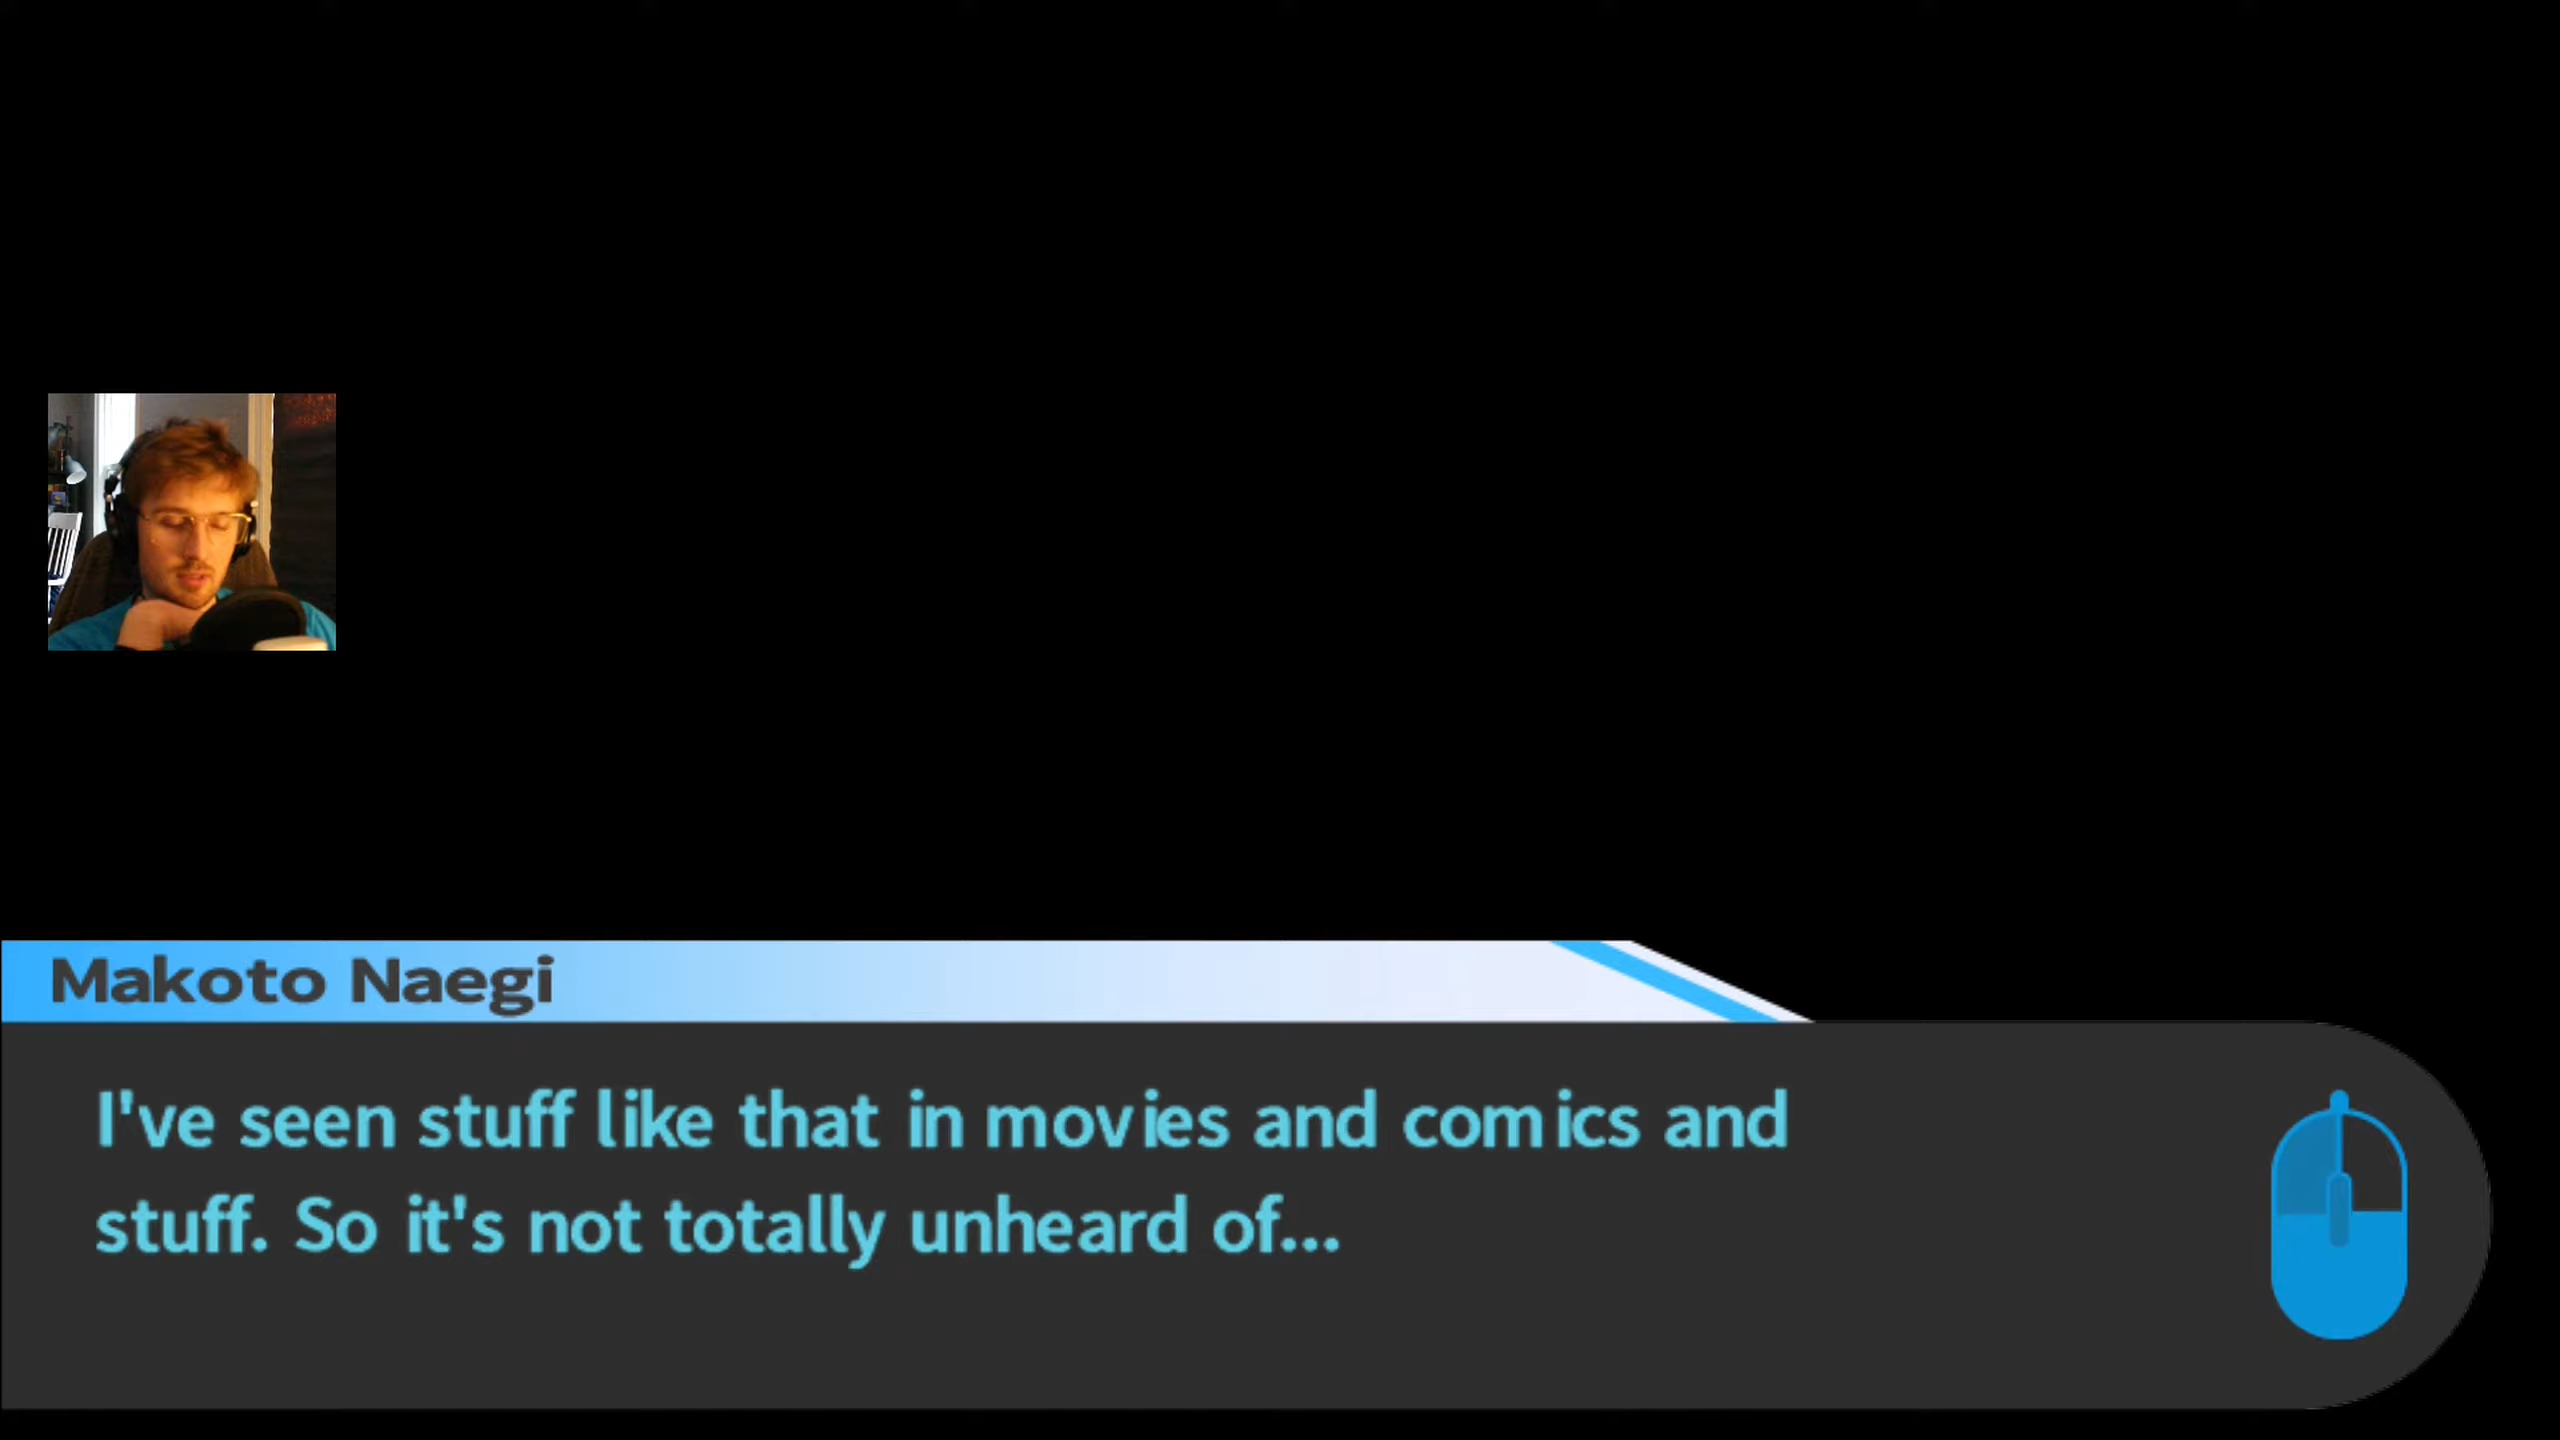 Makoto Naegi
I've seen stuff like that in movies and comics and
stuff. So it's not totally unheard of...